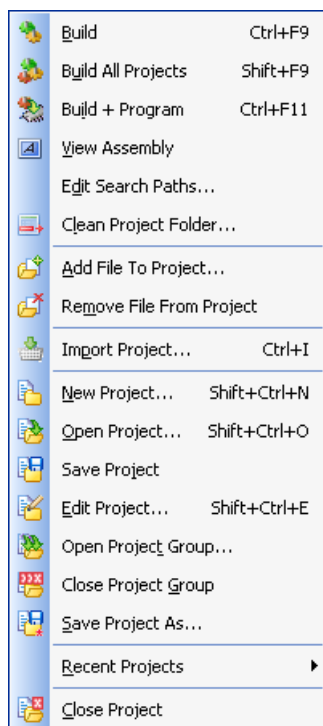 Build Ctrl+F9
Build All Projects Shift+F9
Build + Program Ctrl+F11
View Assembly
Edit Search Paths...
Clean Project Folder...
Add File To Project...
Remove File From Project
Import Project... Ctrl+I
New Project... Shift+Ctrl+N
Open Project... Shift+Ctrl+O
Save Project
Edit Project... Shift+Ctrl+E
Open Project Group...
Close Project Group
Save Project As...
Recent Projects
Close Project